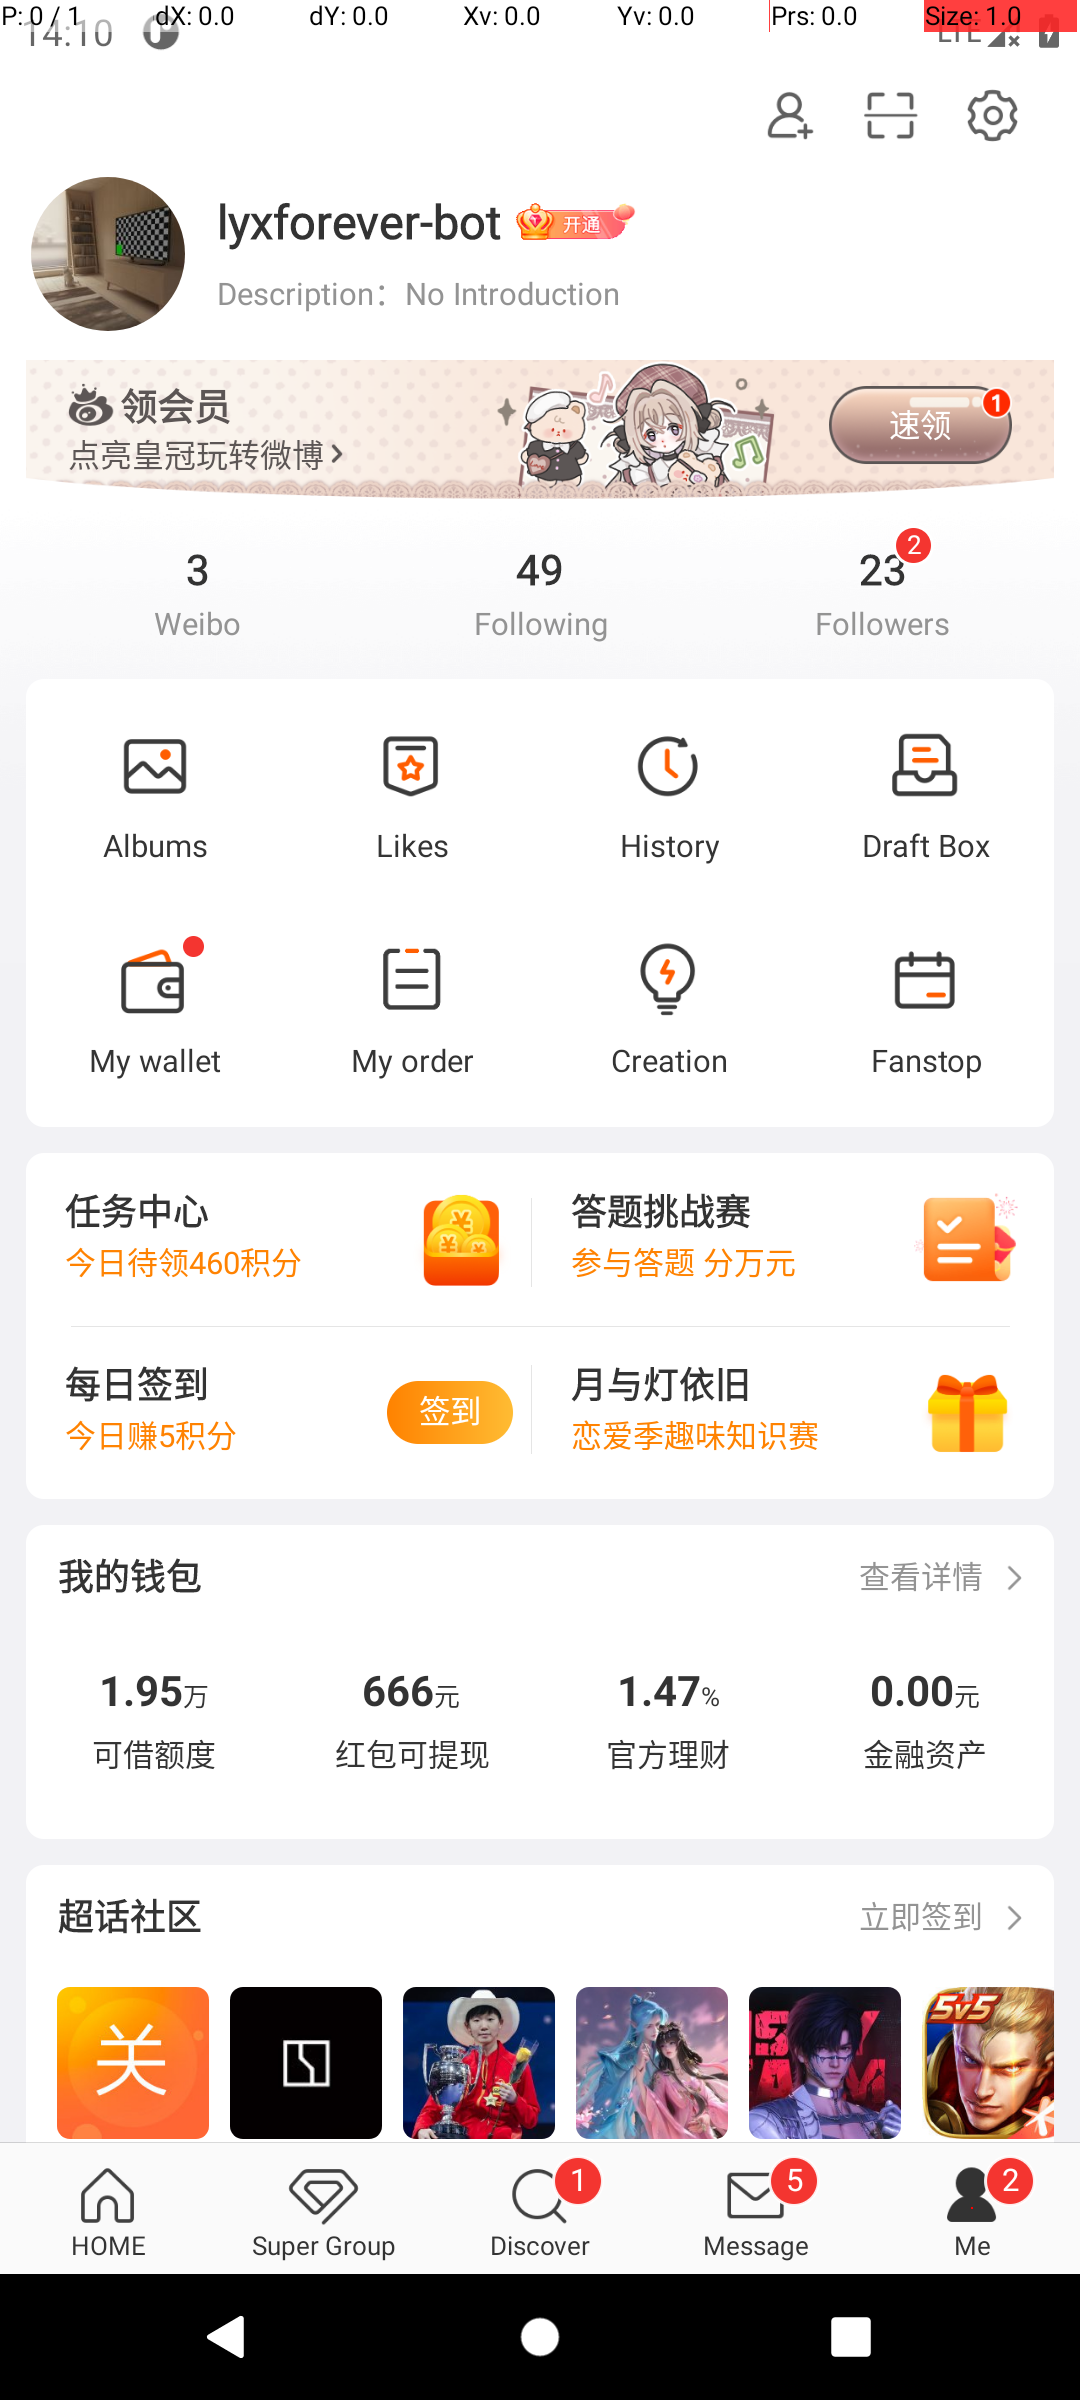 P: 0 / 1 dX: 0.0 dY: 0.0 Xv: 0.0 Yv: 0.0 Prs: 0.0 Size: 1.0
14:10 LTE
lyxforever-bot 开通
Description：No Introduction
领会员
点亮皇冠玩转微博
速领 1
3 49 23 2
Weibo Following Followers
Albums Likes History Draft Box
My wallet My order Creation Fanstop
任务中心 答题挑战赛
今日待领460积分 参与答题 分万元
每日签到 签到 月与灯依旧
今日赚5积分 恋爱季趣味知识赛
我的钱包 查看详情
1.95万 666元 1.47% 0.00元
可借额度 红包可提现 官方理财 金融资产
超话社区 立即签到
关 5v5
1 5 2
HOME Super Group Discover Message Me